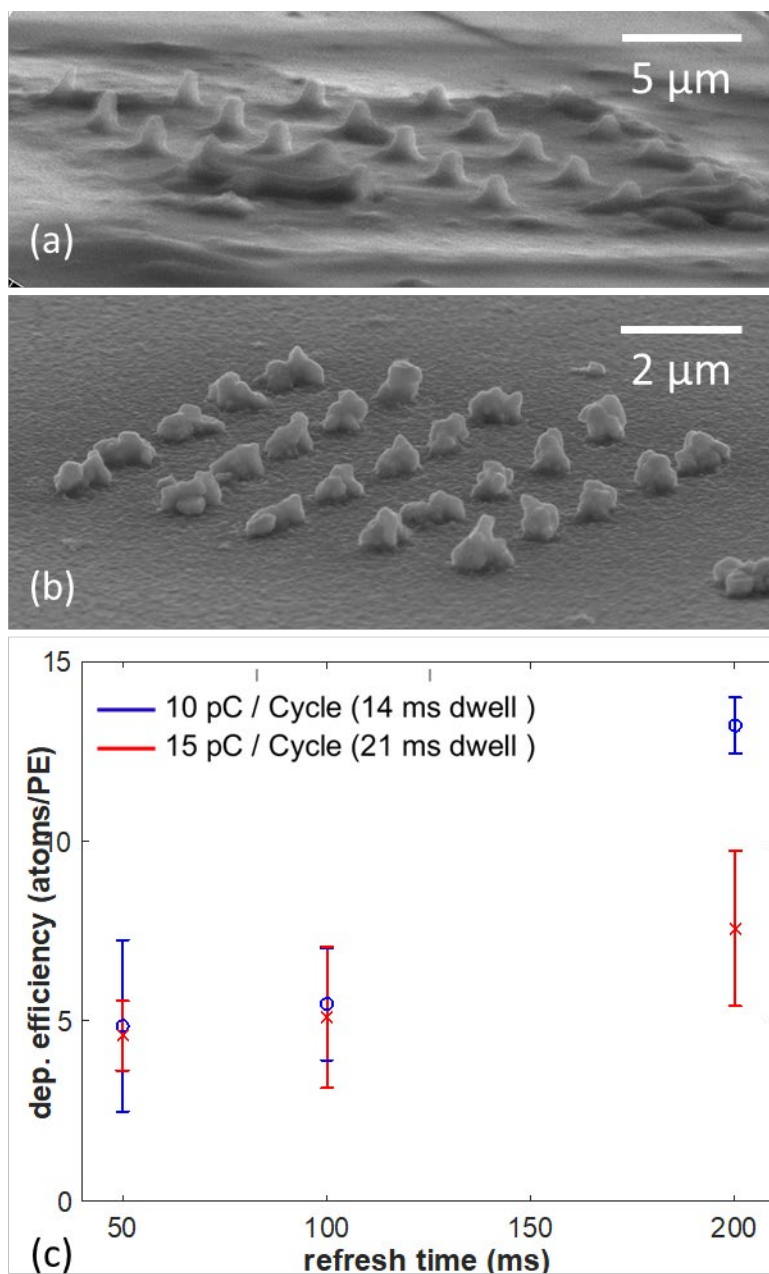 5 μm
(a)
2 μm
(b)
15
10 pC / Cycle (14 ms dwell )
15 pC / Cycle (21 ms dwell )
10
5
0
dep. efficiency (atoms/PE)
50
100
150
200
(c)
refresh time (ms)